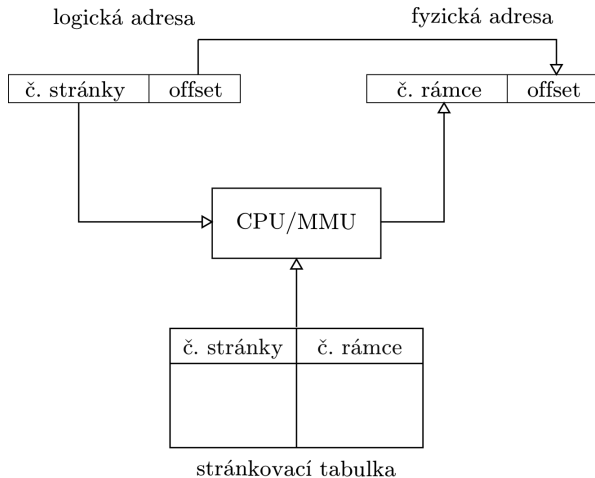 logická adresa
fyzická adresa
č. stránky offset
č. rámce offset
CPU/MMU
č. stránky č. rámce
stránkovací tabulka